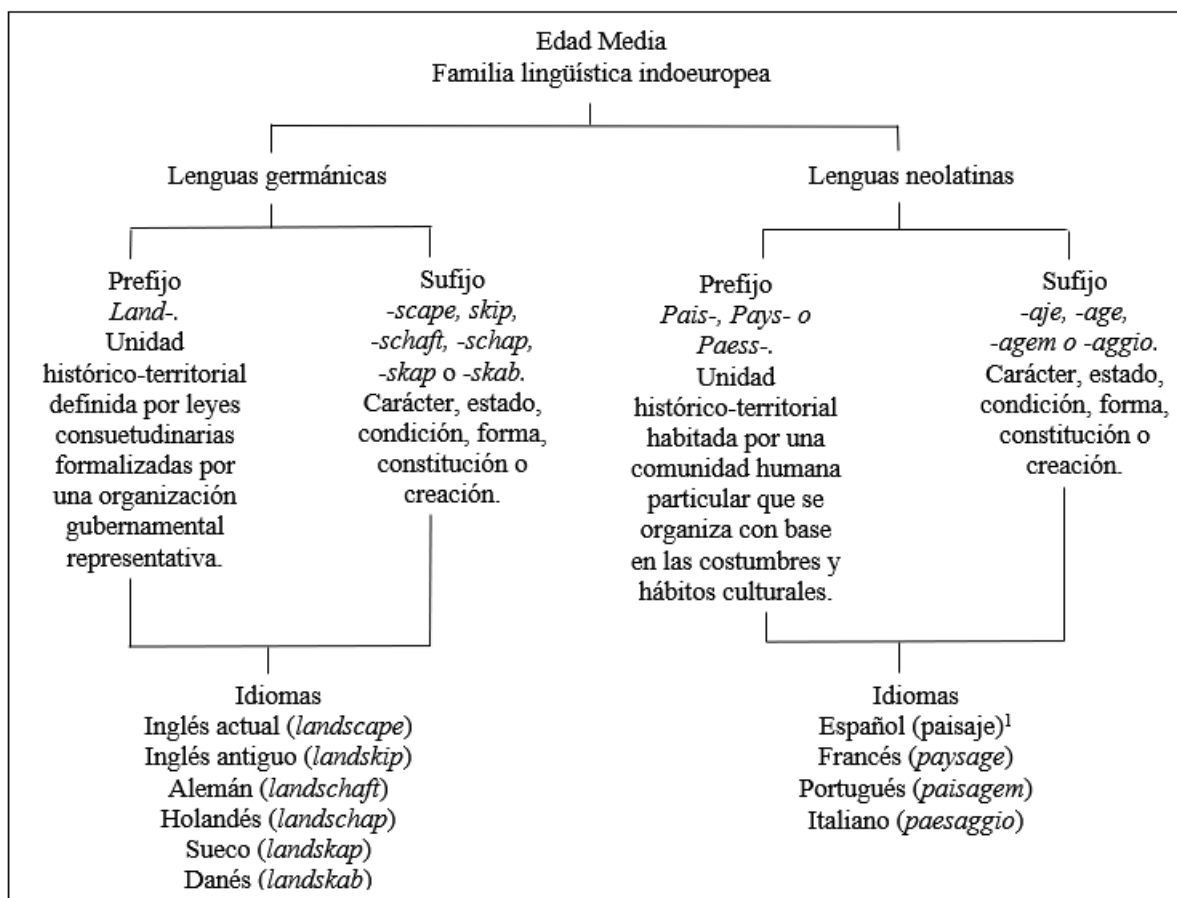 Edad Media
Familia lingüística indoeuropea
Lenguas germánicas
Prefijo
Land-.
Unidad
histórico-territorial
definida por leyes
consuetudinarias
formalizadas por
una organización
gubernamental
representativa.
Sufijo
-scape, skip,
-schaft, -schap,
-skap o -skab.
Carácter, estado,
condición, forma,
constitución o
creación.
Idiomas
Inglés actual (landscape)
Inglés antiguo (landskip)
Alemán (landschaft)
Holandés (landschap)
Sueco (landskap)
Danés (landskab)
Lenguas neolatinas
Prefijo
Pais-, Pays- o
Paess-.
Unidad
histórico-territorial
habitada por una
comunidad humana
particular que se
organiza con base
en las costumbres y
hábitos culturales.
Sufijo
-aje, -age,
-agem o -aggio.
Carácter, estado,
condición, forma,
constitución o
creación.
Idiomas
Español (paisaje)¹
Francés (paysage)
Portugués (paisagem)
Italiano (paesaggio)